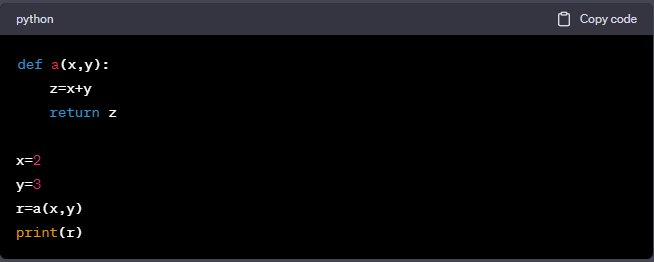 python Copy code
def a(x,y):
    z=x+y
    return z

x=2
y=3
r=a(x,y)
print(r)